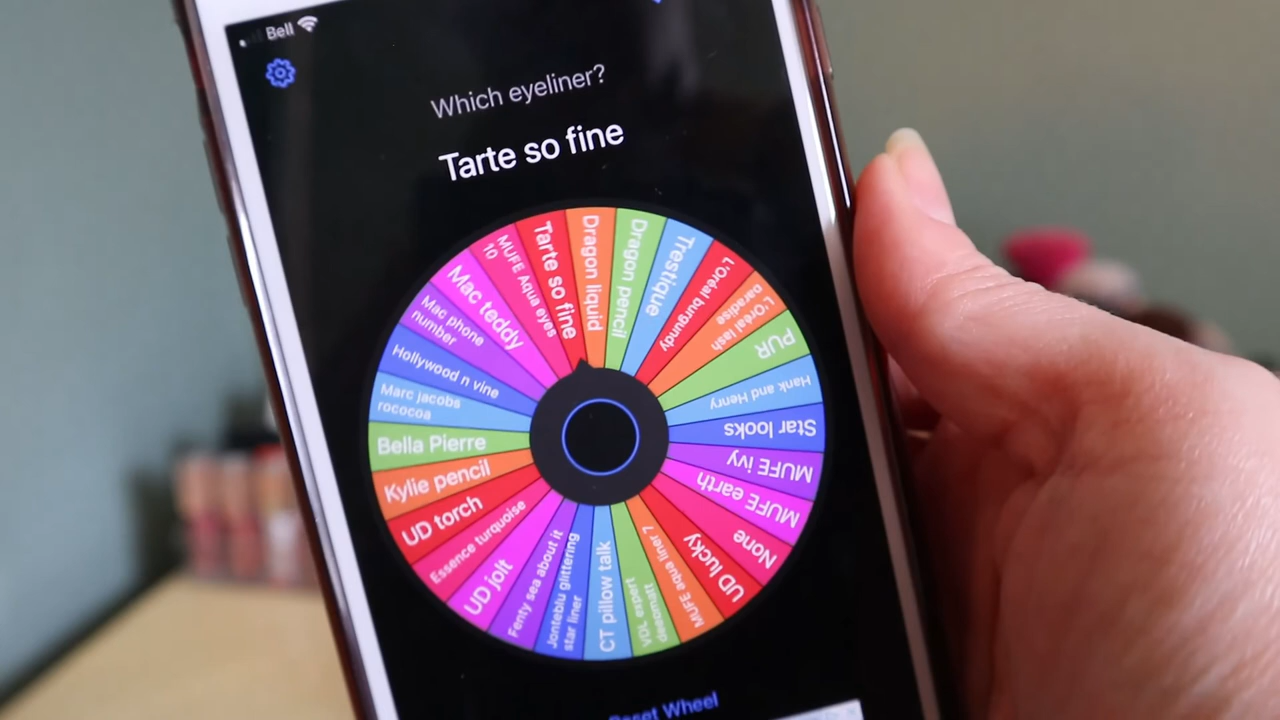 Bell
Which eyeliner?
Tarte so fine
Tarte so fine
Dragon liquid
Dragon pencil
Trestique
L'Oréal burgundy
L'Oréal lash
paradise
PUR
Hank and Henry
Star looks
MUFE ivy
MUFE earth
None
UD lucky
MUFE aqua liner 7
VDL expert
CT pillow talk
Jonteblu glittering
star liner
Fenty sea about it
UD jolt
Essence turquoise
UD torch
Kylie pencil
Bella Pierre
Marc jacobs
rococoa
Hollywood n vine
Mac phone
number
Mac teddy
MUFE Aqua eyes
10
Reset Wheel